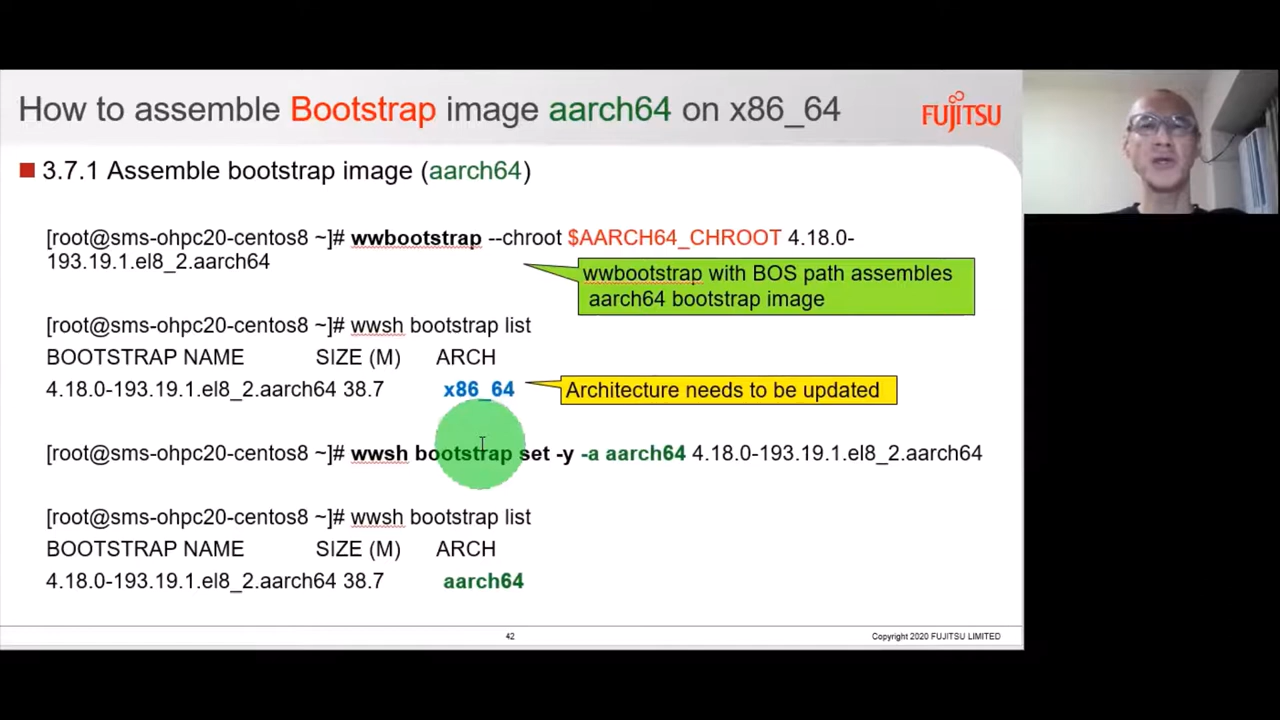 How to assemble Bootstrap image aarch64 on x86_64
FUJITSU
3.7.1 Assemble bootstrap image (aarch64)
[root@sms-ohpc20-centos8 ~]# wwbootstrap --chroot $AARCH64_CHROOT 4.18.0-
193.19.1.el8_2.aarch64
wwbootstrap with BOS path assembles
aarch64 bootstrap image
[root@sms-ohpc20-centos8 ~]# wwsh bootstrap list
BOOTSTRAP NAME SIZE (M) ARCH
4.18.0-193.19.1.el8_2.aarch64 38.7 x86_64
Architecture needs to be updated
[root@sms-ohpc20-centos8 ~]# wwsh bootstrap set -y -a aarch64 4.18.0-193.19.1.el8_2.aarch64
[root@sms-ohpc20-centos8 ~]# wwsh bootstrap list
BOOTSTRAP NAME SIZE (M) ARCH
4.18.0-193.19.1.el8_2.aarch64 38.7 aarch64
42
Copyright 2020 FUJITSU LIMITED